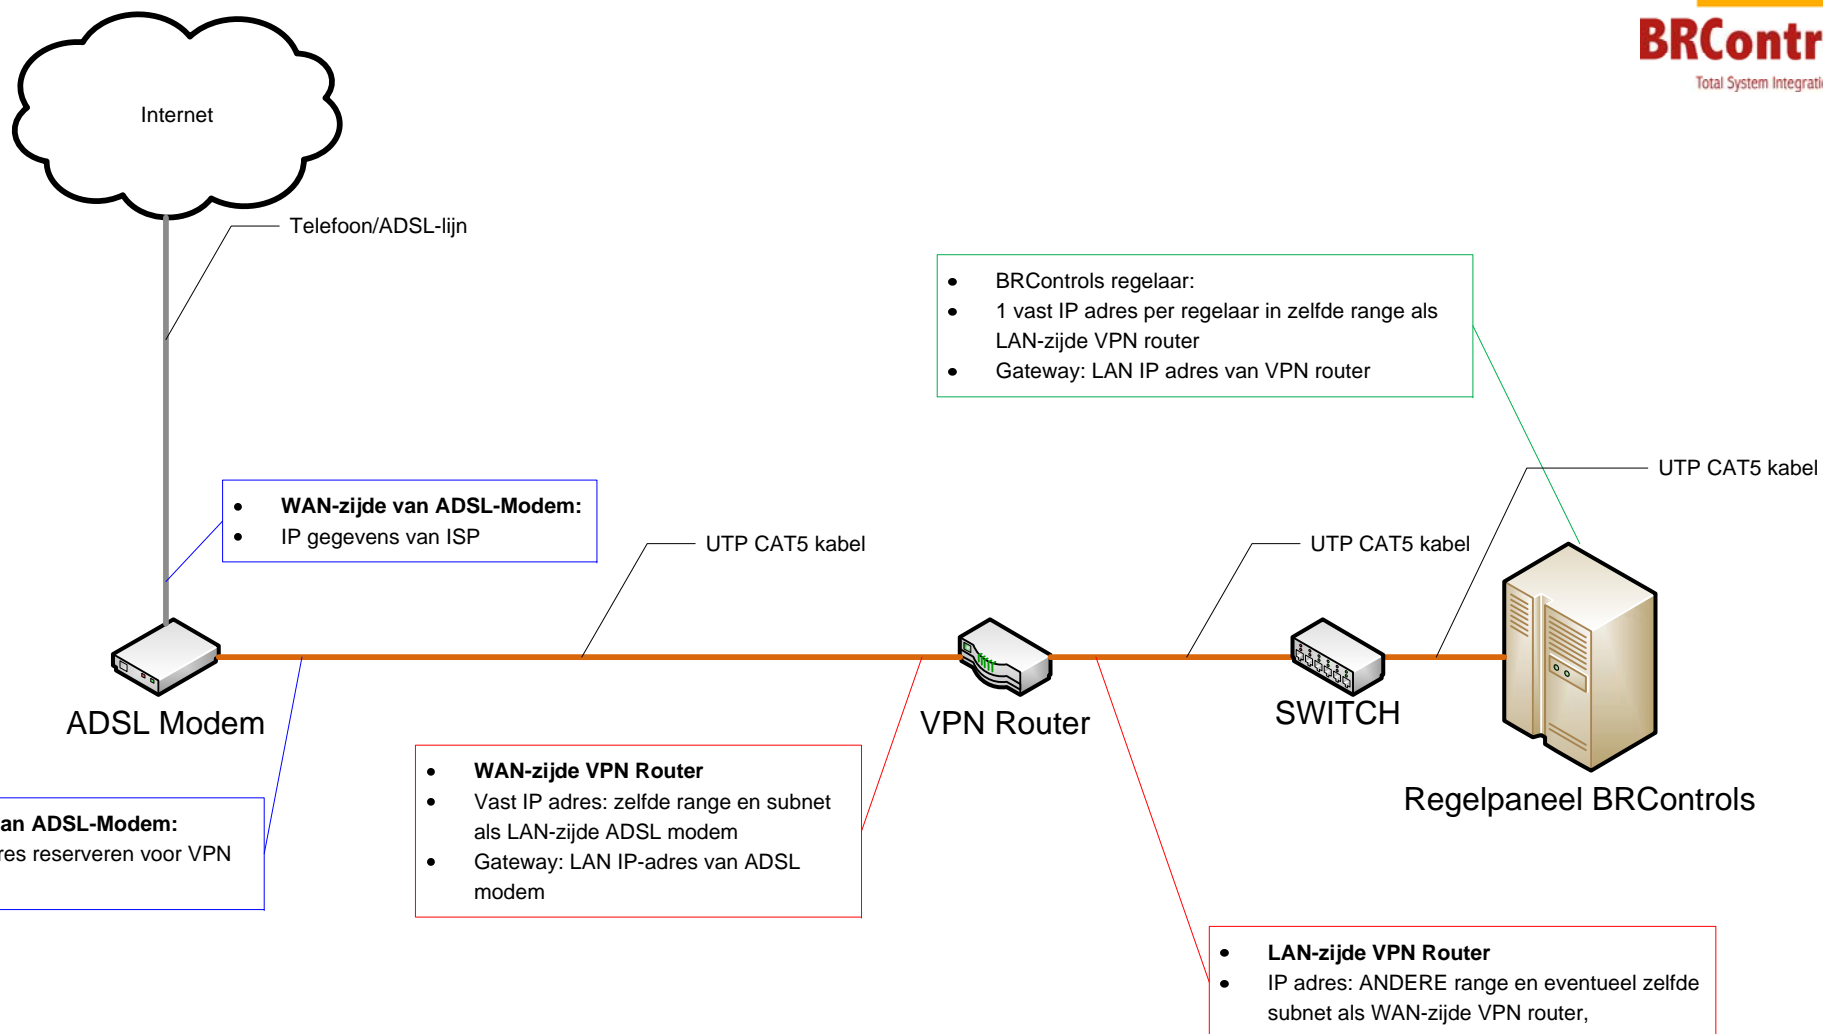 BRContr
Total System Integrati
Internet
Telefoon/ADSL-lijn
• BRControls regelaar:
• 1 vast IP adres per regelaar in zelfde range als
LAN-zijde VPN router
• Gateway: LAN IP adres van VPN router
UTP CAT5 kabel
• WAN-zijde van ADSL-Modem:
• IP gegevens van ISP
UTP CAT5 kabel
UTP CAT5 kabel
ADSL Modem
VPN Router
SWITCH
Regelpaneel BRControls
an ADSL-Modem:
res reserveren voor VPN
• WAN-zijde VPN Router
• Vast IP adres: zelfde range en subnet
als LAN-zijde ADSL modem
• Gateway: LAN IP-adres van ADSL
modem
• LAN-zijde VPN Router
• IP adres: ANDERE range en eventueel zelfde
subnet als WAN-zijde VPN router,